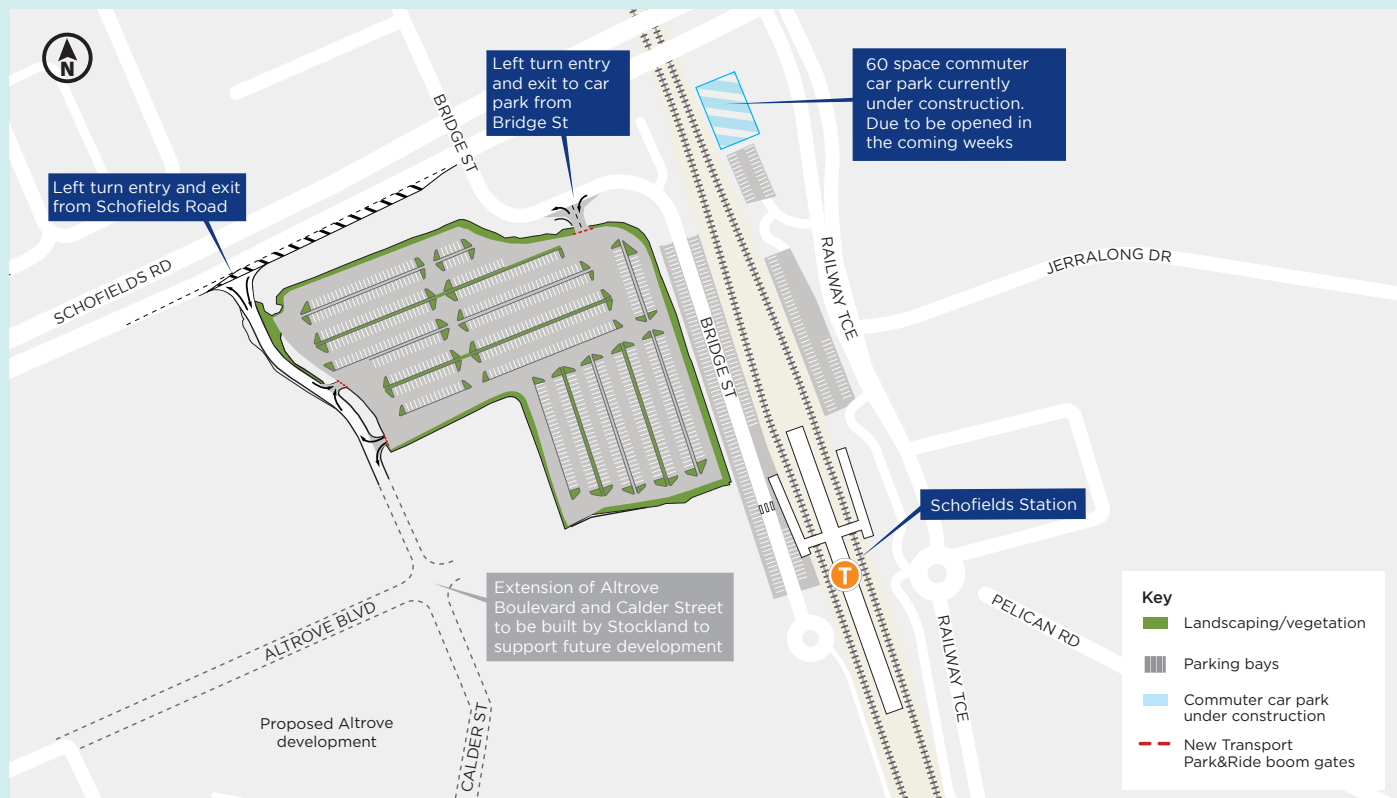 N
Left turn entry
and exit to car
park from
Bridge St
60 space commuter
car park currently
under construction.
Due to be opened in
the coming weeks
BRIDGE ST
Left turn entry and exit
from Schofields Road
SCHOFIELDS RD
RAILWAY TCE
JERRALONG DR
BRIDGE ST
Schofields Station
T
Extension of Altrove
Boulevard and Calder Street
to be built by Stockland to
support future development
ALTROVE BLVD
PELICAN RD
RAILWAY TCE
Proposed Altrove
development
CALDER ST
Key
Landscaping/vegetation
Parking bays
Commuter car park
under construction
New Transport
Park&Ride boom gates